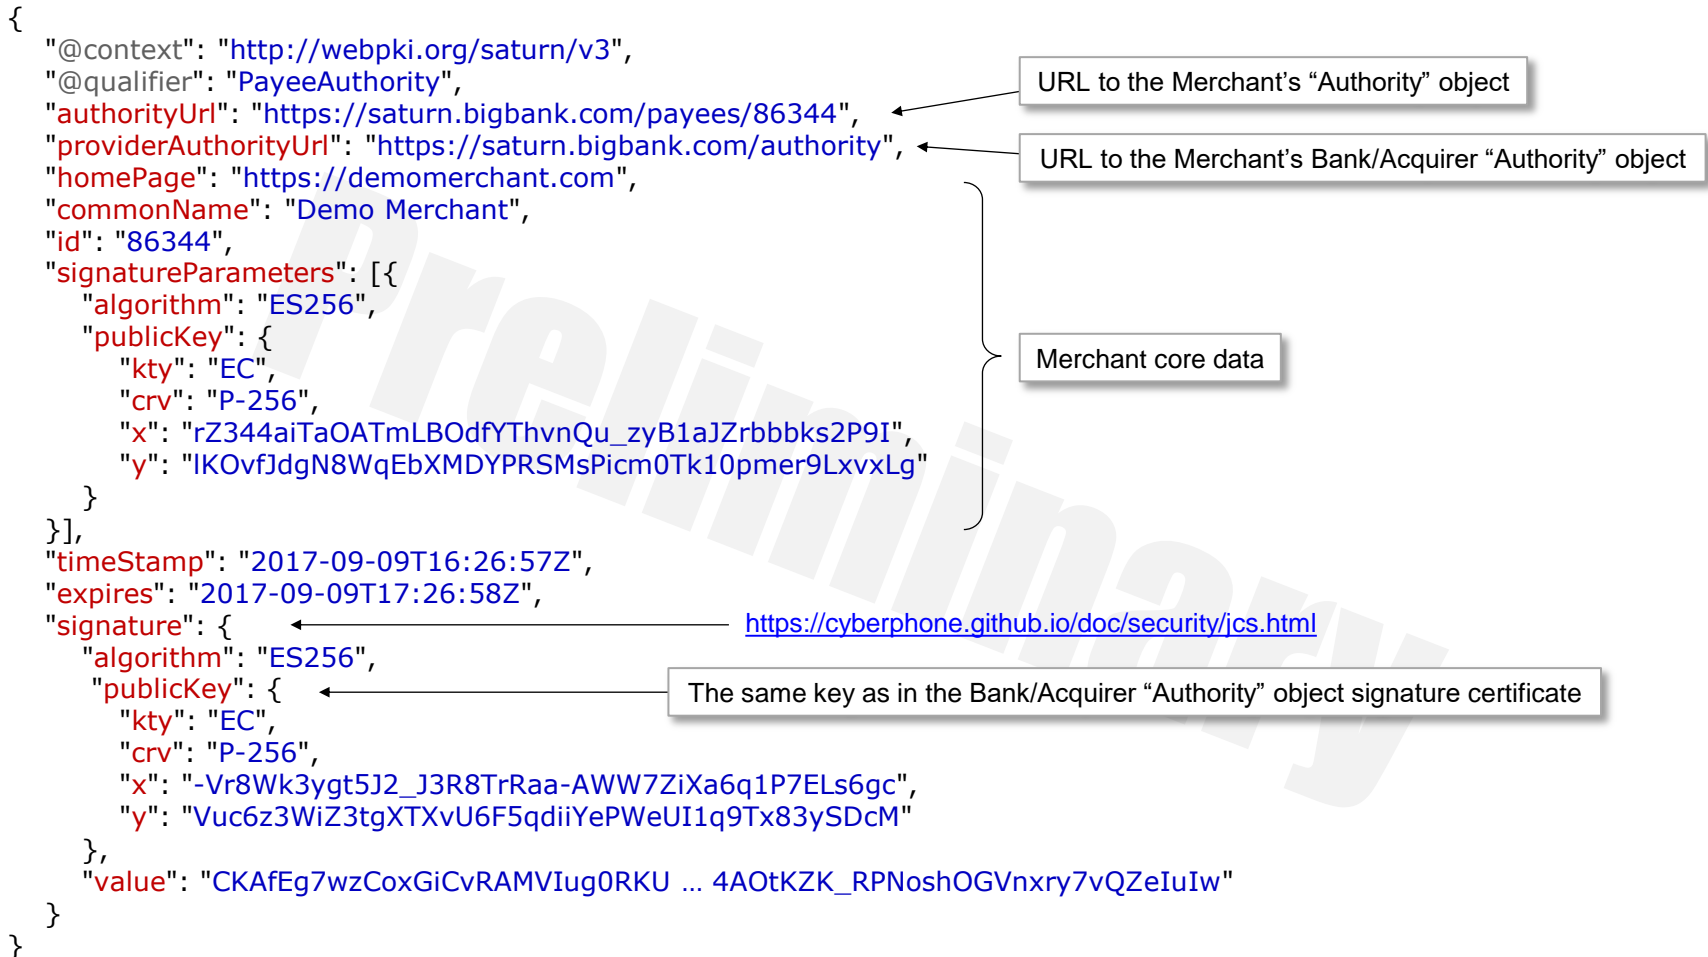 {
"@context": "http://webpki.org/saturn/v3",
"@qualifier": "PayeeAuthority",
URL to the Merchant’s “Authority” object
"authorityUrl": "https://saturn.bigbank.com/payees/86344",
"providerAuthorityUrl": "https://saturn.bigbank.com/authority",
URL to the Merchant’s Bank/Acquirer “Authority” object
"homePage": "https://demomerchant.com",
"commonName": "Demo Merchant",
"id": "86344",
"signatureParameters": [{
"algorithm": "ES256",
"publicKey": {
"kty": "EC",
Merchant core data
"crv": "P-256",
"x": "rZ344aiTaOATmLBOdfYThvnQu_zyB1aJZrbbbks2P9I",
"y": "lKOvfJdgN8WqEbXMDYPRSMsPicm0Tk10pmer9LxvxLg"
}
}],
"timeStamp": "2017-09-09T16:26:57Z",
"expires": "2017-09-09T17:26:58Z",
"signature": {
https://cyberphone.github.io/doc/security/jcs.html
"algorithm": "ES256",
"publicKey": {
The same key as in the Bank/Acquirer “Authority” object signature certificate
"kty": "EC",
"crv": "P-256",
"x": "-Vr8Wk3ygt5J2_J3R8TrRaa-AWW7ZiXa6q1P7ELs6gc",
"y": "Vuc6z3WiZ3tgXTXvU6F5qdiiYePWeUI1q9Tx83ySDcM"
},
"value": "CKAfEg7wzCoxGiCvRAMVIug0RKU … 4AOtKZK_RPNoshOGVnxry7vQZeIuIw"
}
}
Preliminary